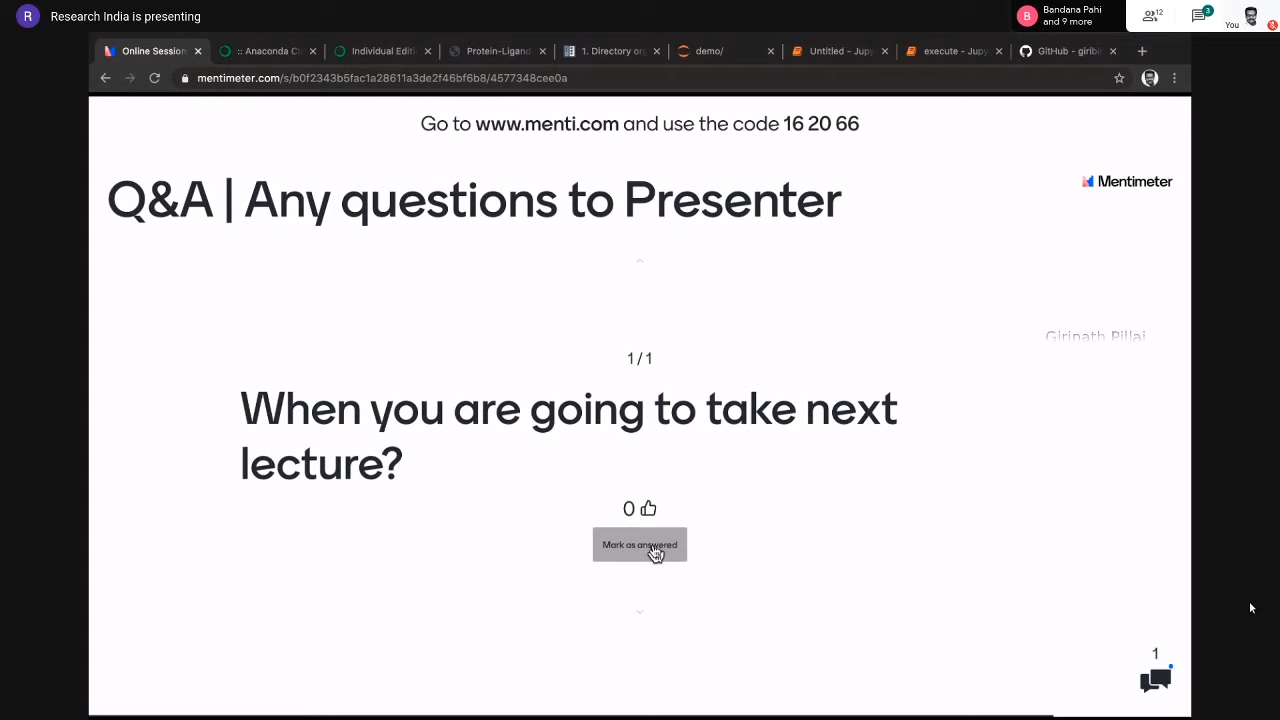 R Research India is presenting
B Bandana Pahi
and 9 more
12
3
You
Online Session
:: Anaconda C
Individual Editi
Protein-Ligand
1. Directory or
demo/
Untitled - Jupy
execute - Jupy
GitHub - girible
mentimeter.com/s/b0f2343b5fac1a28611a3de2f46bf6b8/4577348cee0a
Go to www.menti.com and use the code 16 20 66
Mentimeter
Q&A | Any questions to Presenter
Girinath Pillai
1 / 1
When you are going to take next
lecture?
0
Mark as answered
1